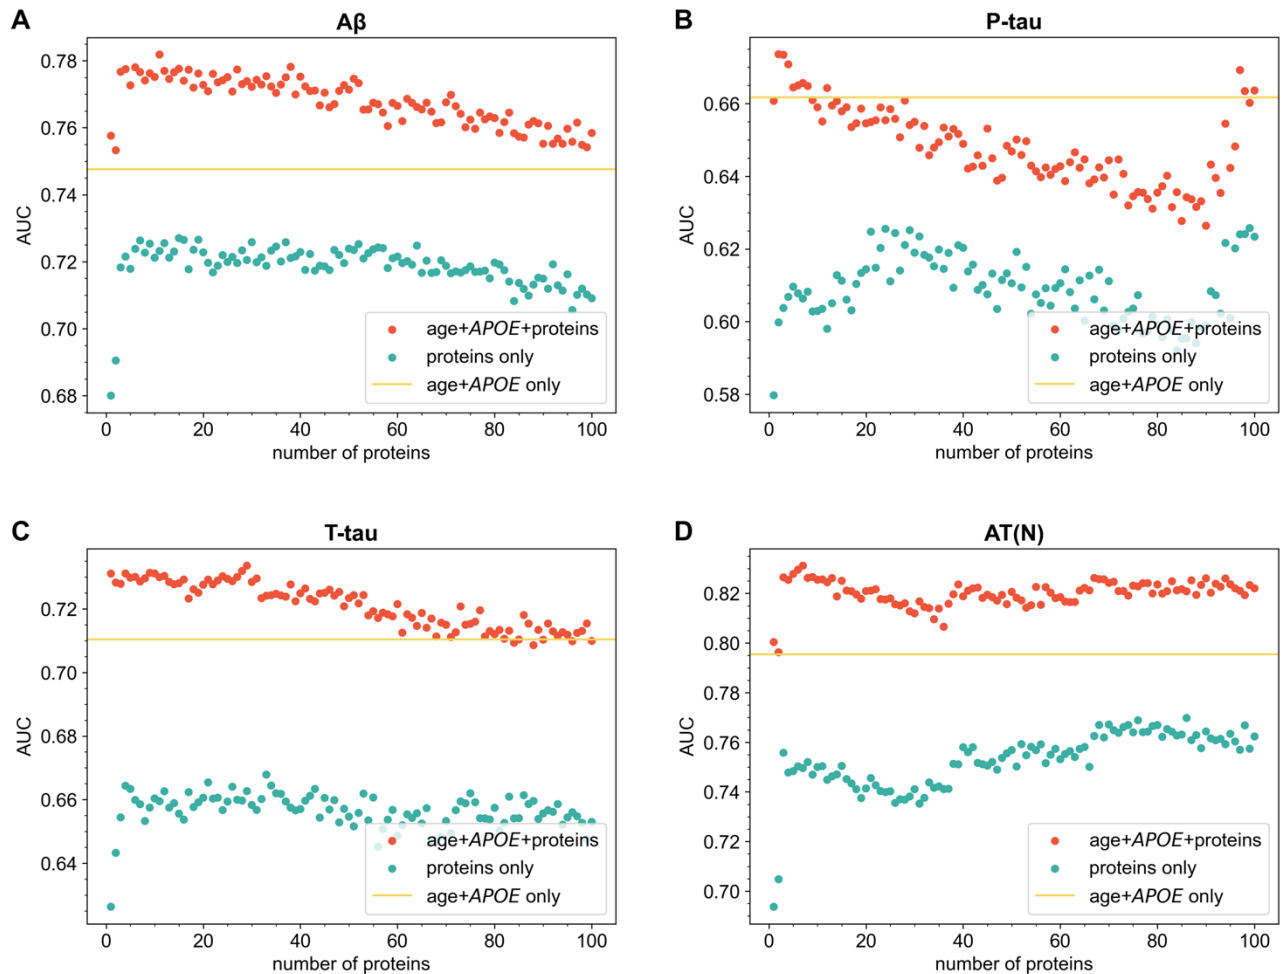 A
Aβ
0.78
0.76
0.74
0.72
0.70
0.68
AUC
0 20 40 60 80 100
number of proteins
age+APOE+proteins
proteins only
age+APOE only
B
P-tau
0.66
0.64
0.62
0.60
0.58
AUC
0 20 40 60 80 100
number of proteins
age+APOE+proteins
proteins only
age+APOE only
C
T-tau
0.72
0.70
0.68
0.66
0.64
AUC
0 20 40 60 80 100
number of proteins
age+APOE+proteins
proteins only
age+APOE only
D
AT(N)
0.82
0.80
0.78
0.76
0.74
0.72
0.70
AUC
0 20 40 60 80 100
number of proteins
age+APOE+proteins
proteins only
age+APOE only